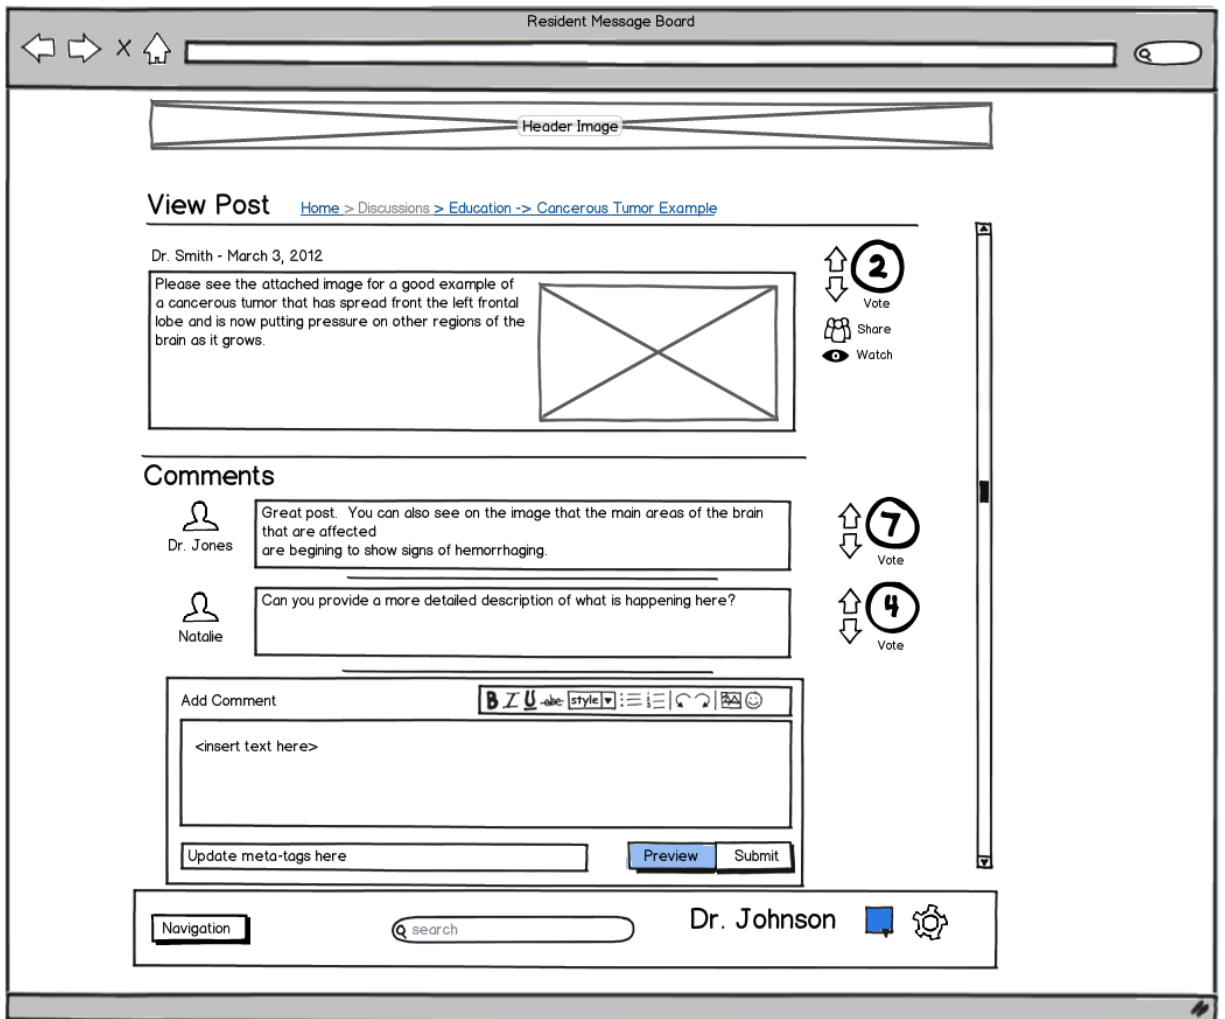 Resident Message Board
Header Image
View Post
Home > Discussions > Education -> Cancerous Tumor Example
Dr. Smith - March 3, 2012
Please see the attached image for a good example of
a cancerous tumor that has spread front the left frontal
lobe and is now putting pressure on other regions of the
brain as it grows.
2
Vote
Share
Watch
Comments
Dr. Jones
Great post. You can also see on the image that the main areas of the brain
that are affected
are begining to show signs of hemorrhaging.
7
Vote
Natalie
Can you provide a more detailed description of what is happening here?
4
Vote
Add Comment
B I U abc style
<insert text here>
Update meta-tags here
Preview
Submit
Navigation
search
Dr. Johnson